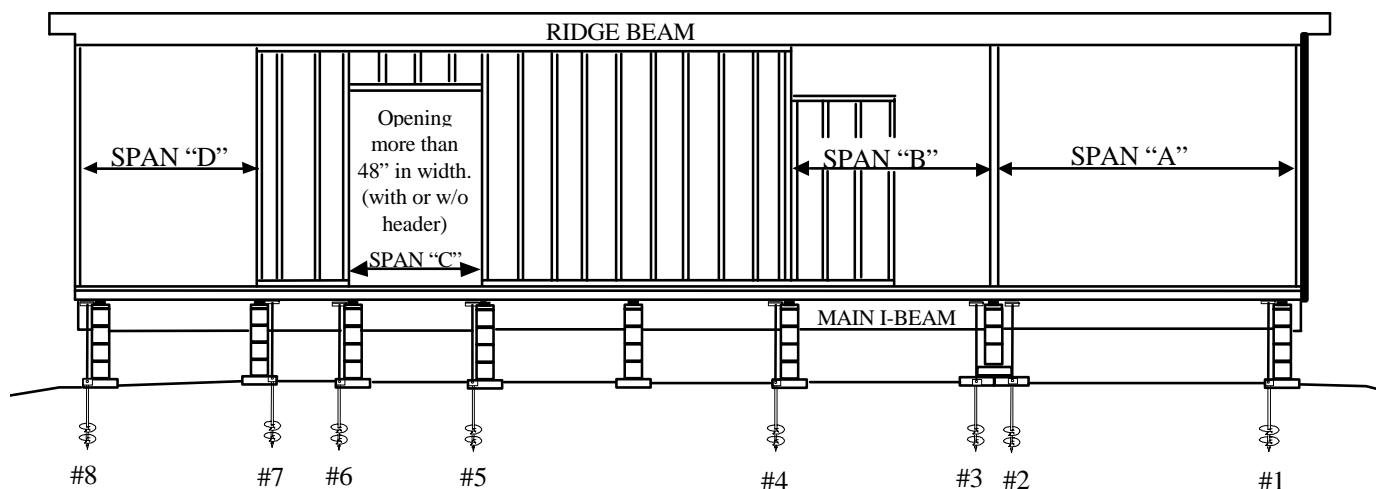 RIDGE BEAM
SPAN “D”
Opening
more than
48” in width.
(with or w/o
header)
SPAN “C”
SPAN “B”
SPAN “A”
MAIN I-BEAM
#8
#7
#6
#5
#4
#3
#2
#1